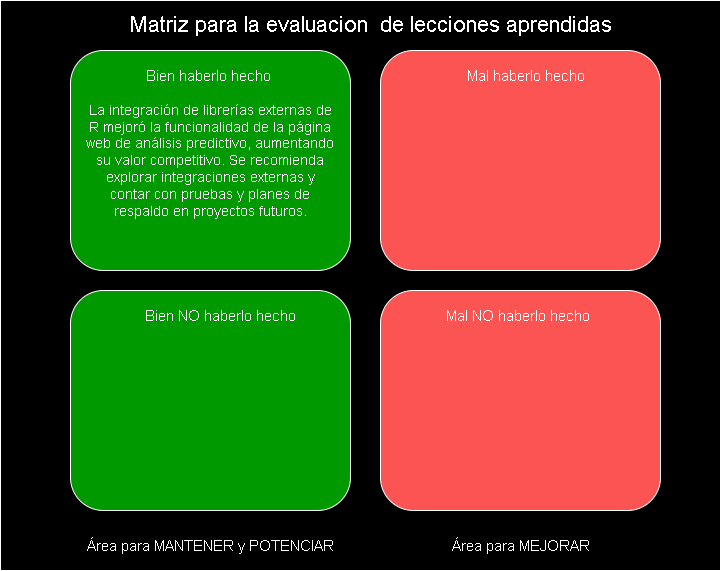 Matriz para la evaluacion  de lecciones aprendidas
Bien haberlo hecho
La integración de librerías externas de
R mejoró la funcionalidad de la página
web de análisis predictivo, aumentando
su valor competitivo. Se recomienda
explorar integraciones externas y
contar con pruebas y planes de
respaldo en proyectos futuros.
Mal haberlo hecho
Bien NO haberlo hecho
Mal NO haberlo hecho
Área para MANTENER y POTENCIAR
Área para MEJORAR